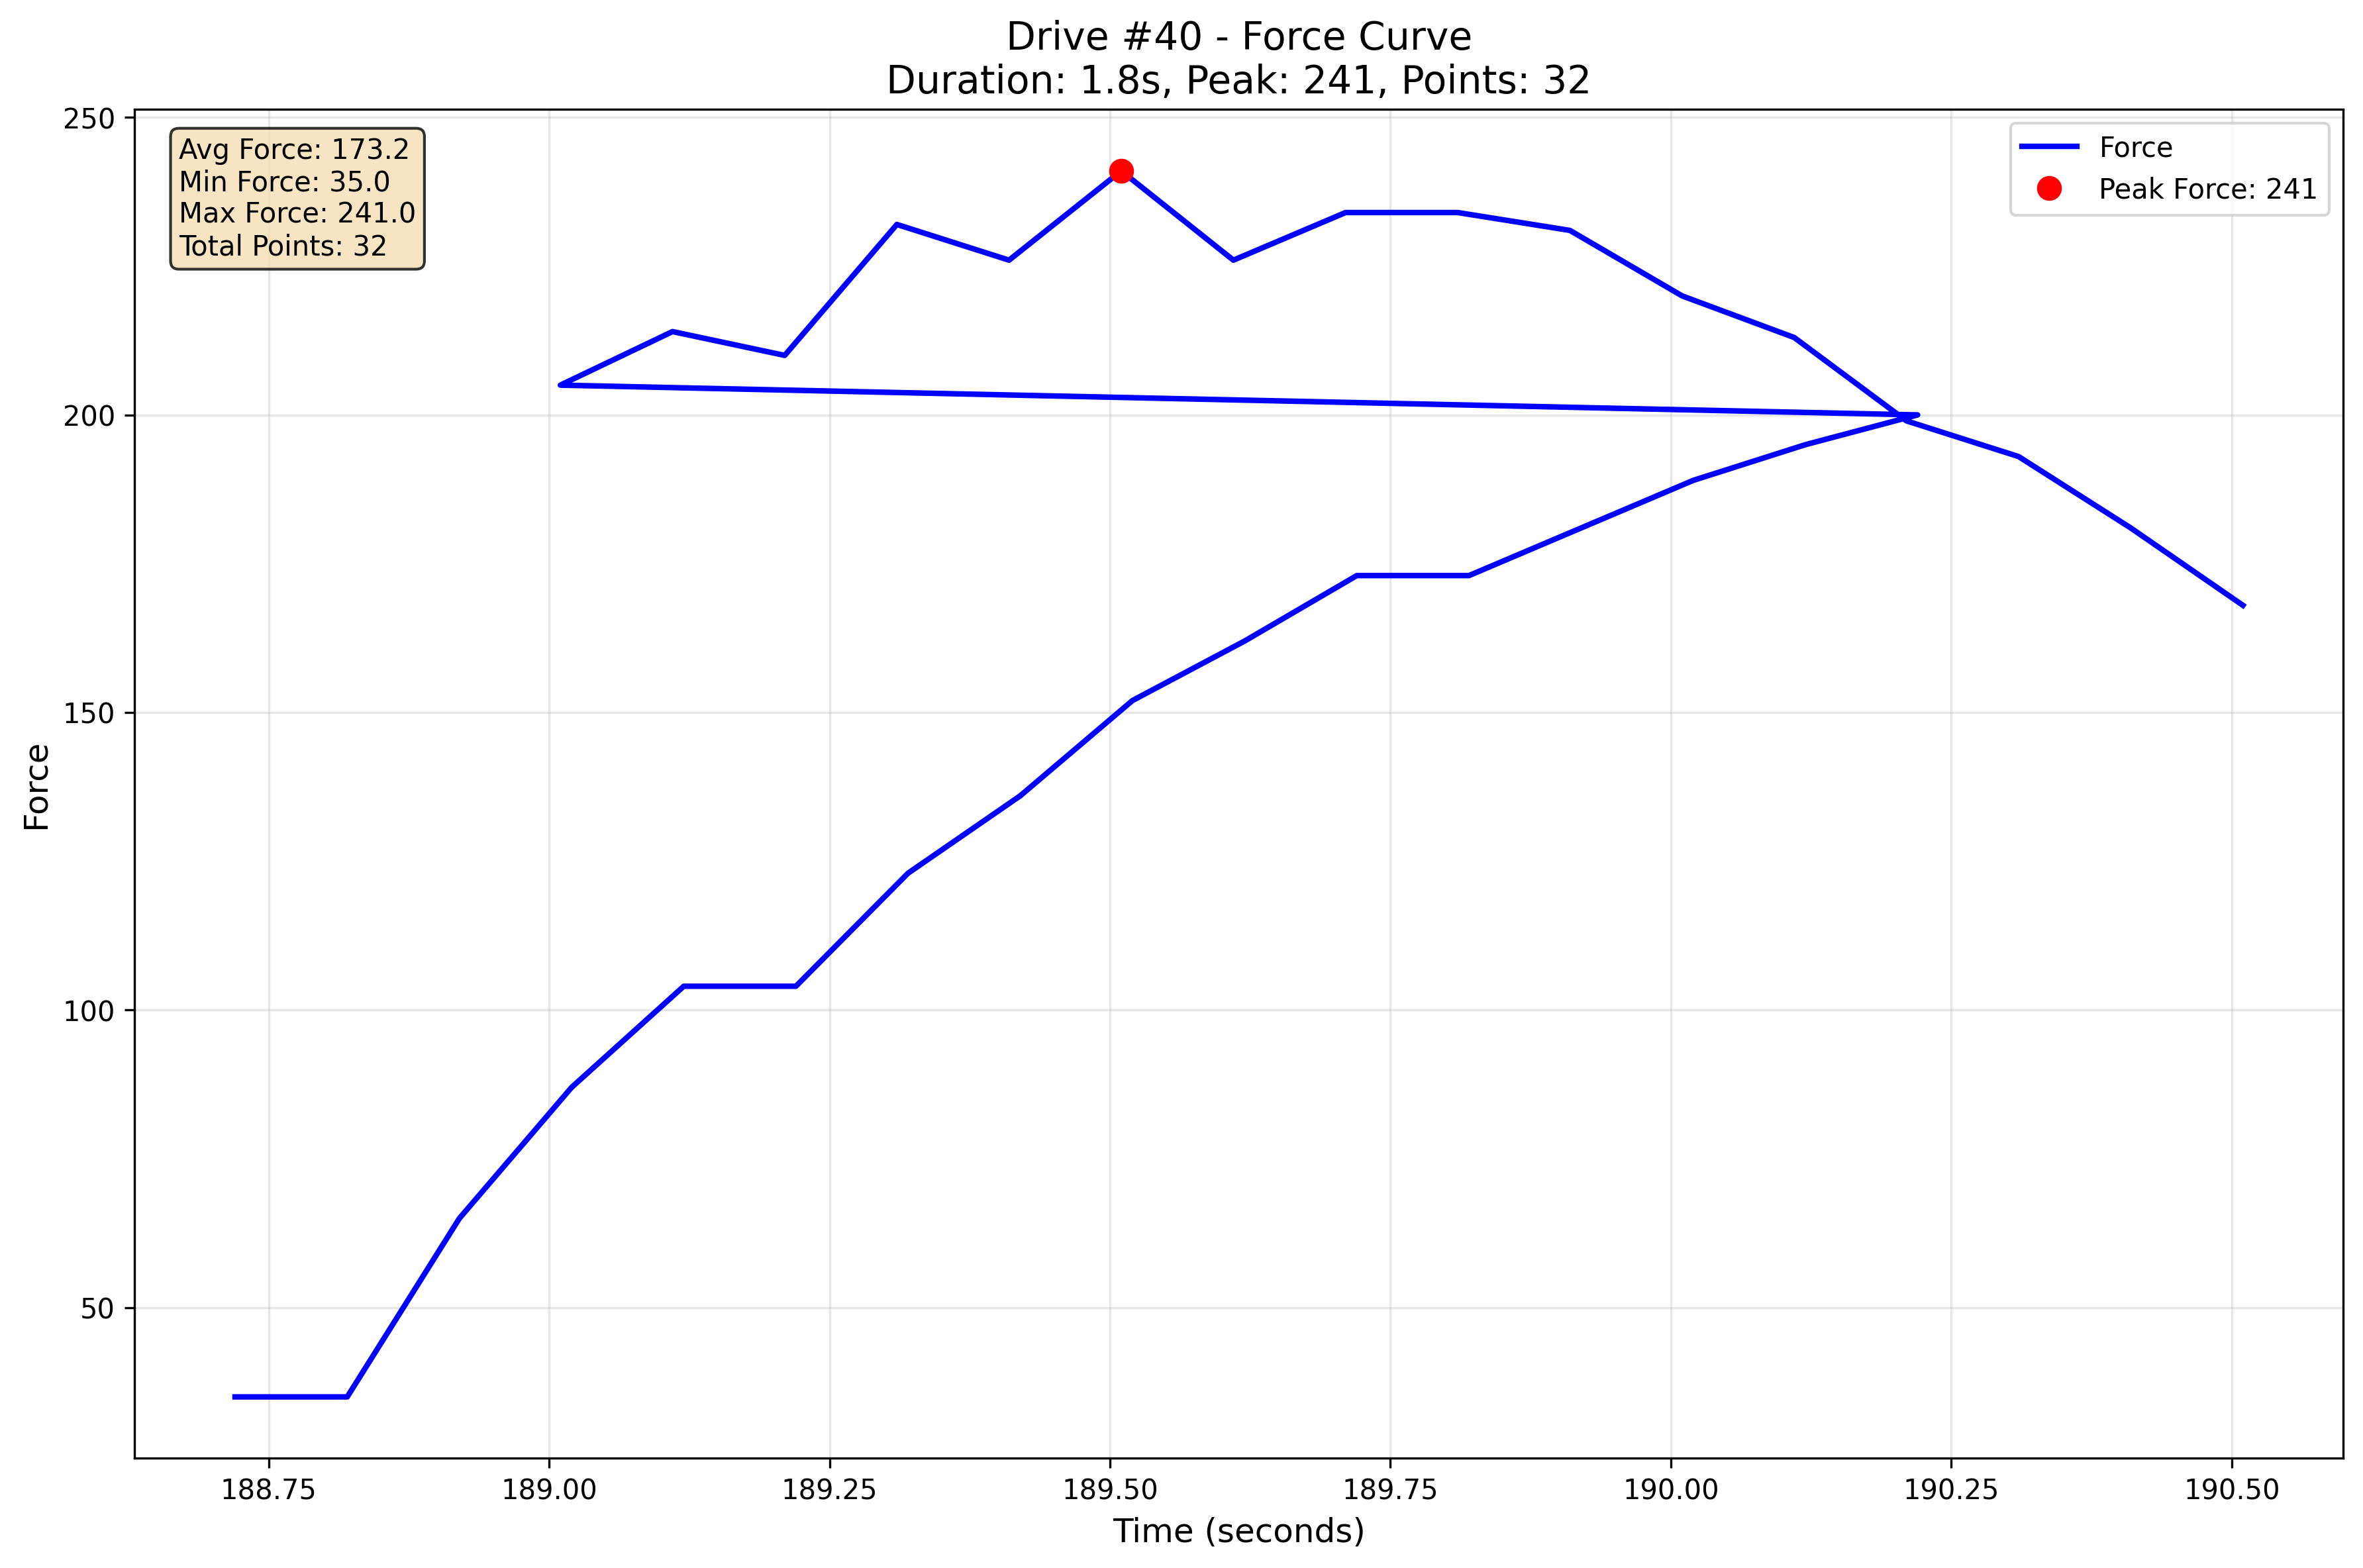 Drive #40 - Force Curve
Duration: 1.8s, Peak: 241, Points: 32
Avg Force: 173.2
Min Force: 35.0
Max Force: 241.0
Total Points: 32
Force
Peak Force: 241
250
200
150
100
50
Force
188.75 189.00 189.25 189.50 189.75 190.00 190.25 190.50
Time (seconds)